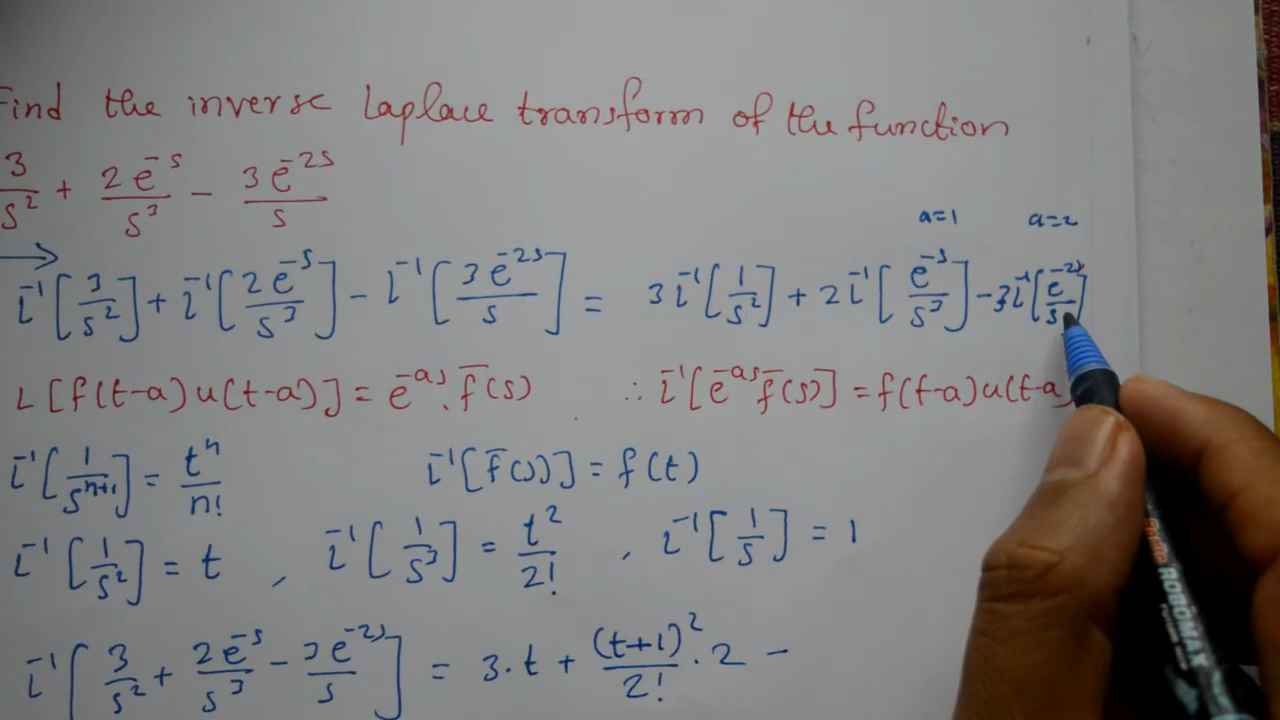 Find the inverse Laplace transform of the function
3/s² + 2e^{-s}/s³ - 3e^{-2s}/s
a=1 a=2
→
L^{-1}[3/s²] + L^{-1}[2e^{-s}/s³] - L^{-1}[3e^{-2s}/s] = 3L^{-1}[1/s²] + 2L^{-1}[e^{-s}/s³] - 3L^{-1}[e^{-2s}/s]
L[f(t-a)u(t-a)] = e^{-as}.f̄(s) ∴ L^{-1}[e^{-as}f̄(s)] = f(t-a)u(t-a)
L^{-1}[1/s^{n+1}] = tⁿ/n! L^{-1}[f̄(s)] = f(t)
L^{-1}[1/s²] = t , L^{-1}[1/s³] = t²/2! , L^{-1}[1/s] = 1
L^{-1}[3/s² + 2e^{-s}/s³ - 3e^{-2s}/s] = 3·t + (t+1)²/2! · 2 -
ROBOMAX